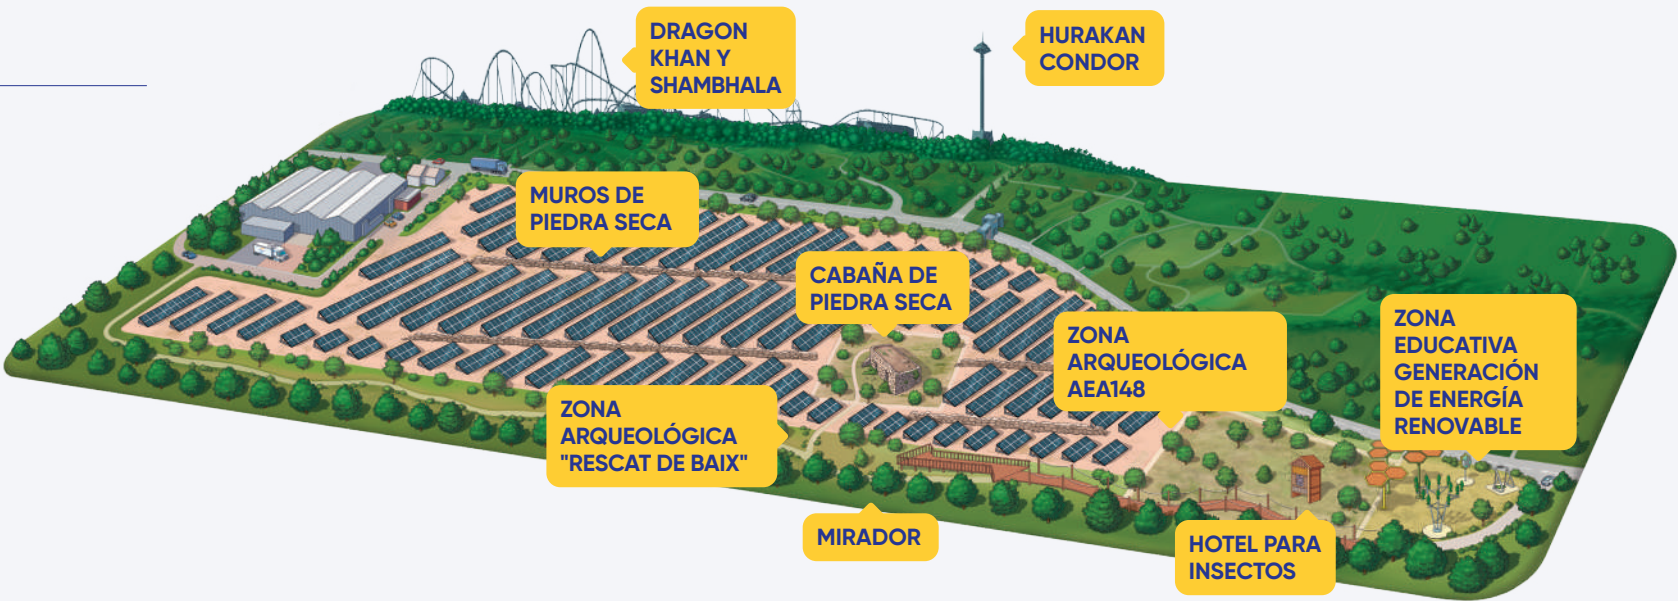 DRAGON
KHAN Y
SHAMBHALA
HURAKAN
CONDOR
MUROS DE
PIEDRA SECA
CABAÑA DE
PIEDRA SECA
ZONA
ARQUEOLÓGICA
AEA148
ZONA
EDUCATIVA
GENERACIÓN
DE ENERGÍA
RENOVABLE
ZONA
ARQUEOLÓGICA
"RESCAT DE BAIX"
MIRADOR
HOTEL PARA
INSECTOS